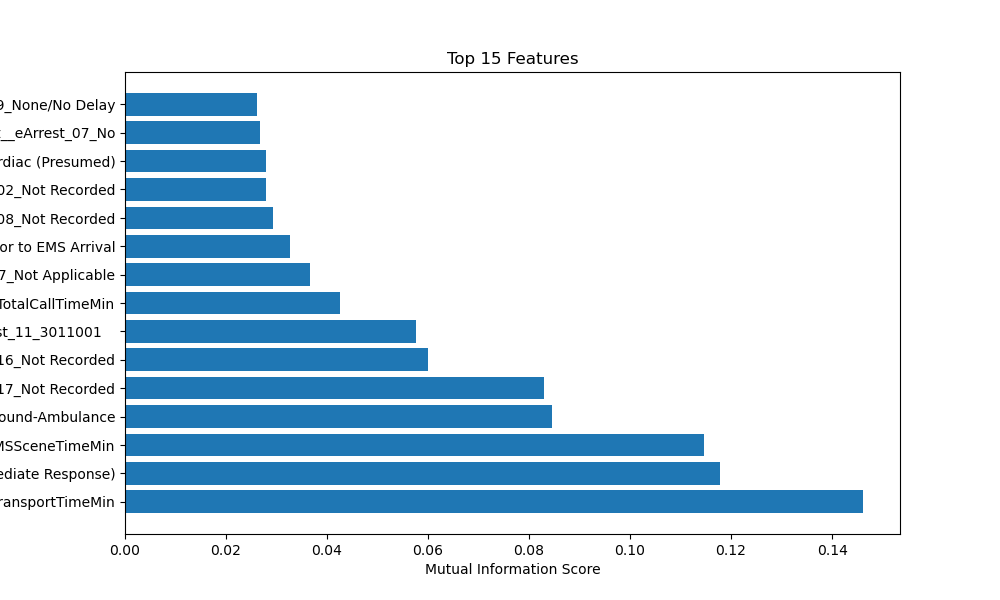 Top 15 Features
9_None/No Delay
t__eArrest_07_No
rdiac (Presumed)
02_Not Recorded
08_Not Recorded
or to EMS Arrival
7_Not Applicable
TotalCallTimeMin
st_11_3011001
16_Not Recorded
17_Not Recorded
ound-Ambulance
MSSceneTimeMin
ediate Response)
ransportTimeMin
0.00 0.02 0.04 0.06 0.08 0.10 0.12 0.14
Mutual Information Score